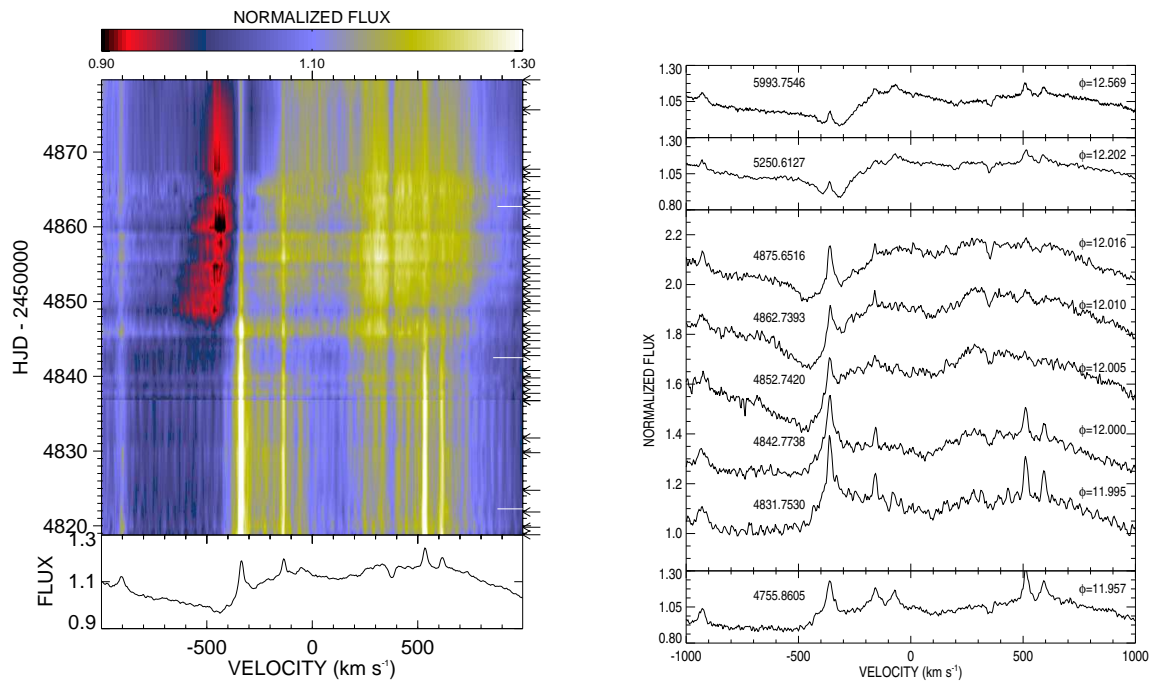 NORMALIZED FLUX
0.90 1.10 1.30
4870
4860
4850
4840
4830
4820
HJD - 2450000
1.3
1.1
0.9
FLUX
-500 0 500
VELOCITY (km s-1)
1.30
1.05
5993.7546 ϕ=12.569
1.30
1.05
0.80
5250.6127 ϕ=12.202
2.2
2.0
1.8
1.6
1.4
1.2
1.0
NORMALIZED FLUX
4875.6516 ϕ=12.016
4862.7393 ϕ=12.010
4852.7420 ϕ=12.005
4842.7738 ϕ=12.000
4831.7530 ϕ=11.995
1.30
1.05
0.80
4755.8605 ϕ=11.957
-1000 -500 0 500 1000
VELOCITY (km s-1)